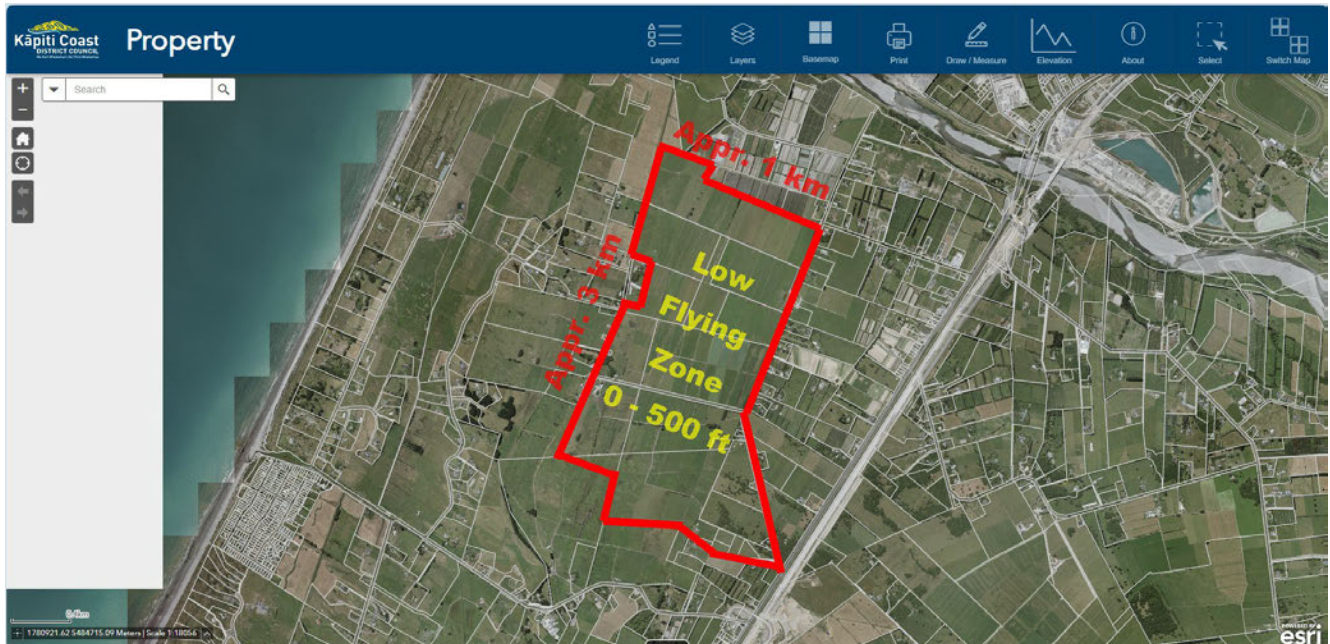 Kāpiti Coast
DISTRICT COUNCIL
Property
Legend
Layers
Basemap
Print
Draw / Measure
Elevation
About
Select
Switch Map
+
Search
−
Appr. 1 km
Appr. 3 km
Low
Flying
Zone
0 - 500 ft
0.4km
1780921.62 5484715.09 Meters | Scale 1:18056
POWERED BY
esri